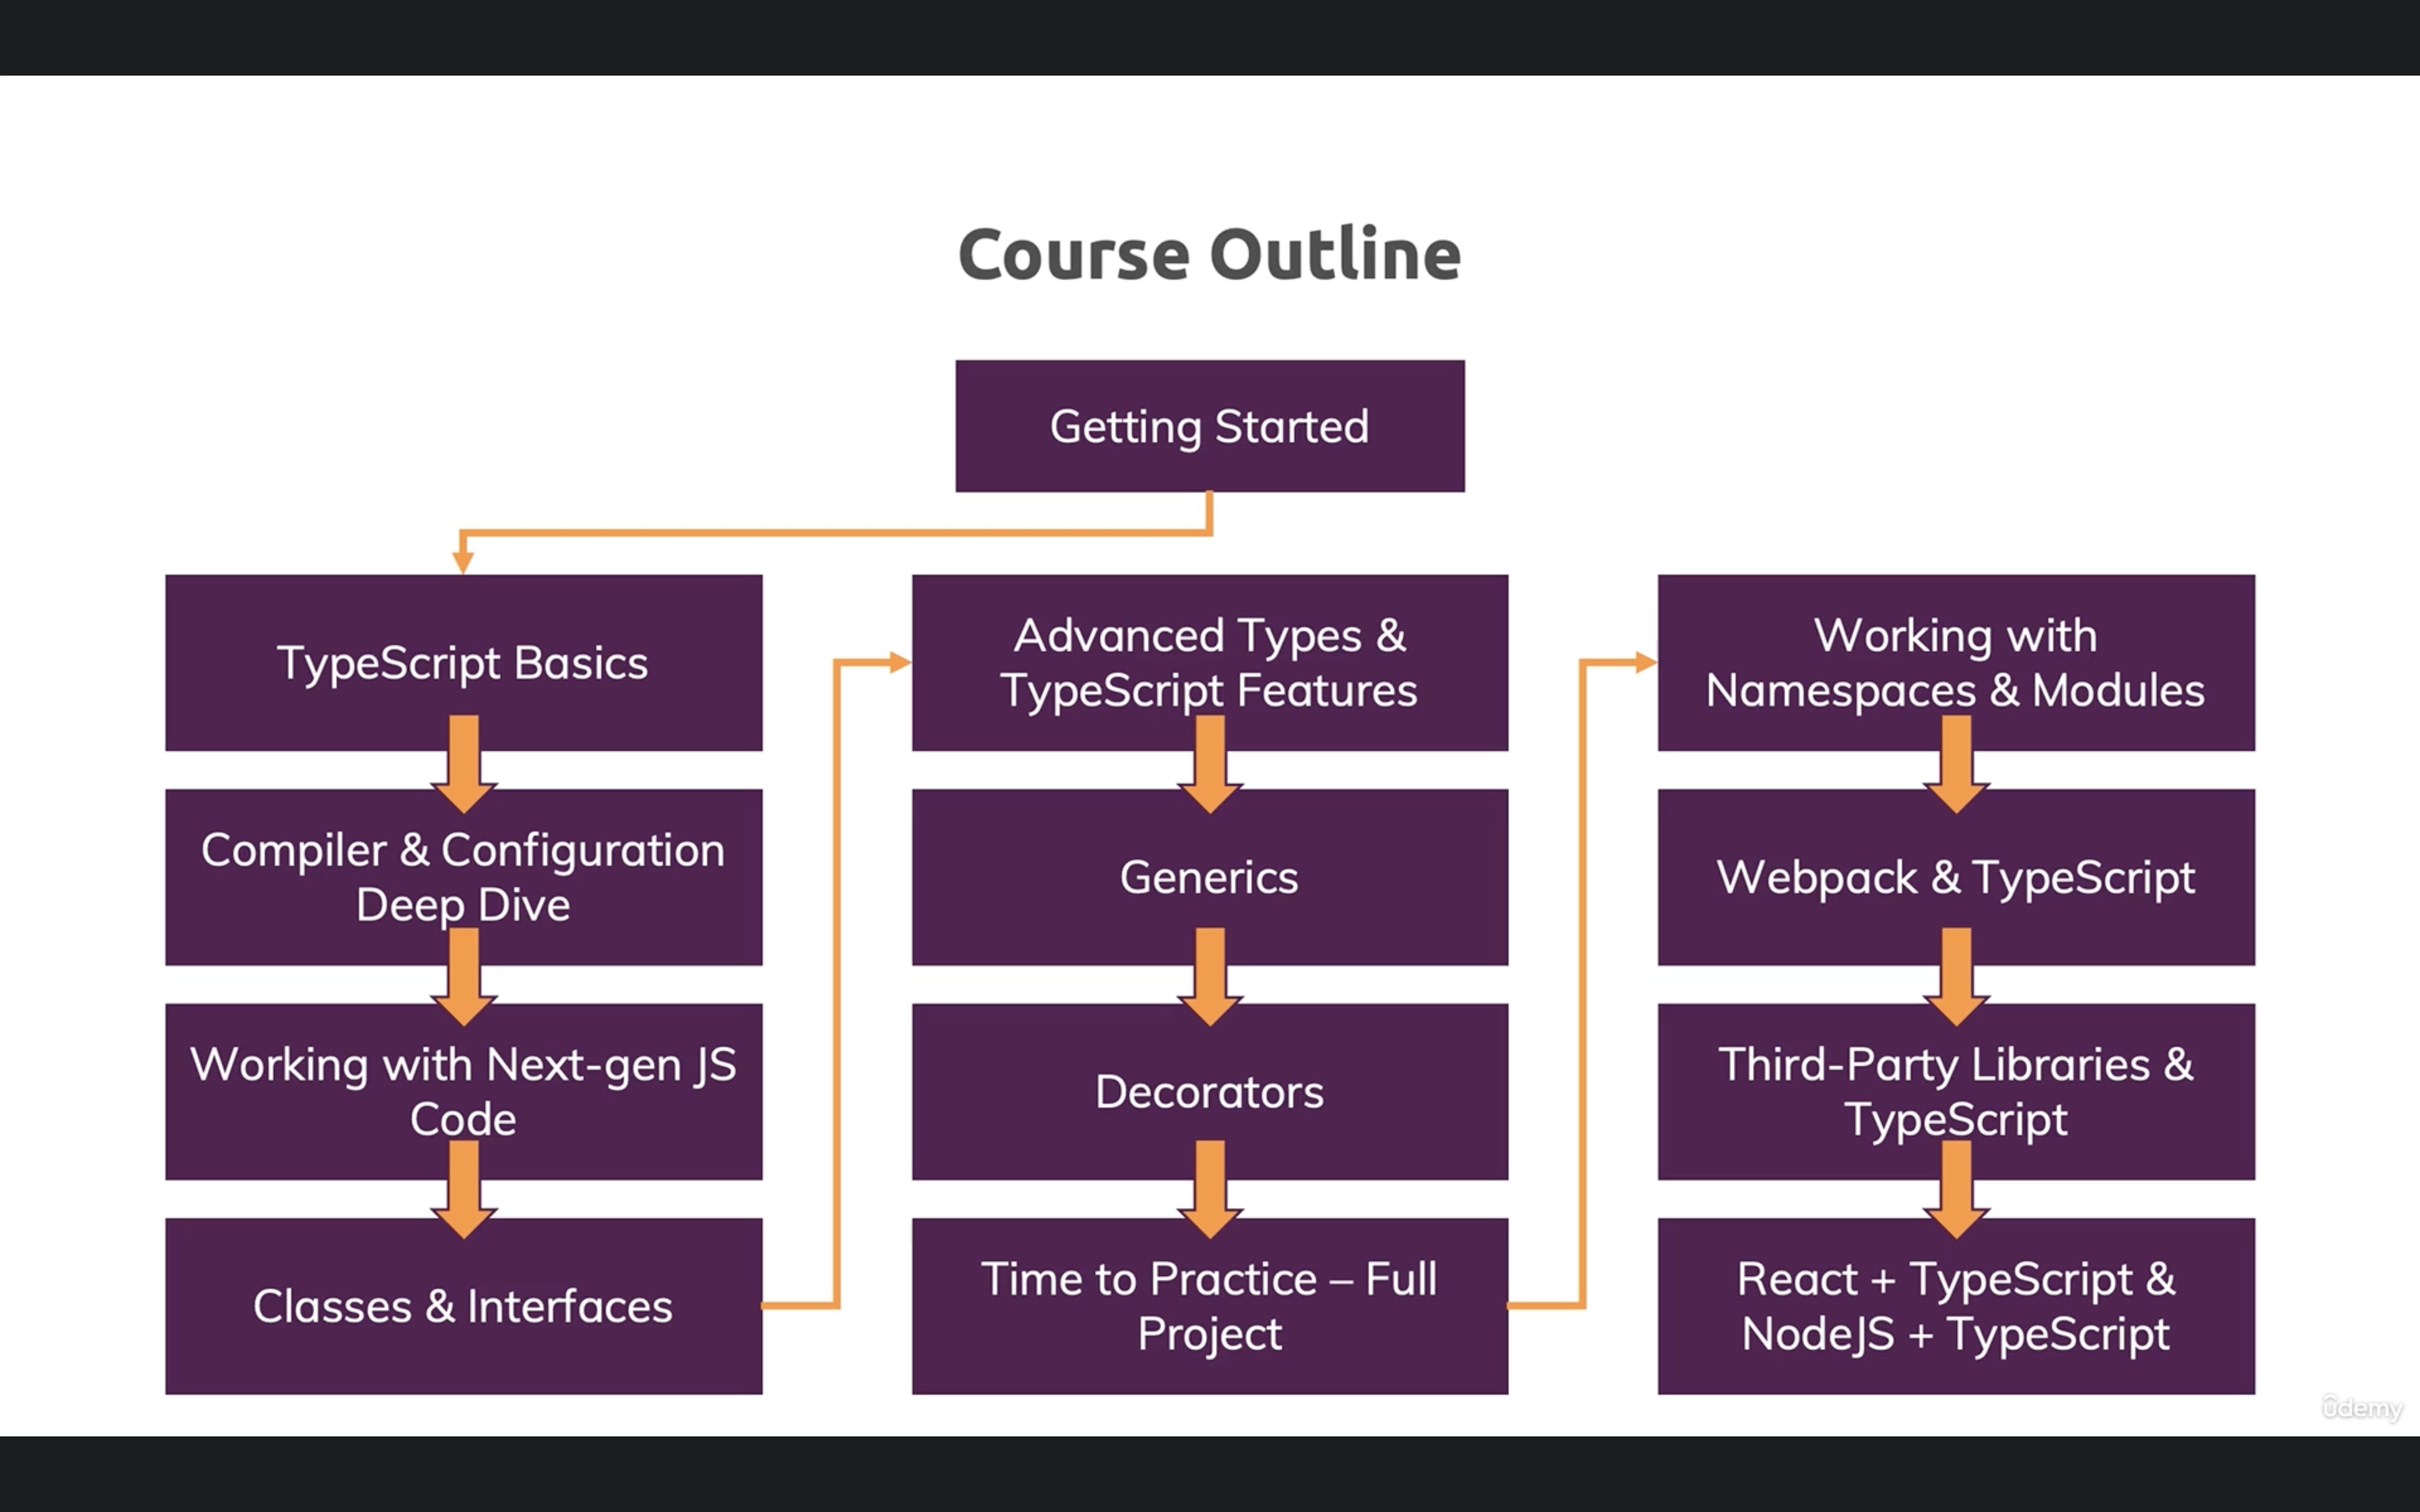 Course Outline
Getting Started
TypeScript Basics
Compiler & Configuration
Deep Dive
Working with Next-gen JS
Code
Classes & Interfaces
Advanced Types &
TypeScript Features
Generics
Decorators
Time to Practice – Full
Project
Working with
Namespaces & Modules
Webpack & TypeScript
Third-Party Libraries &
TypeScript
React + TypeScript &
NodeJS + TypeScript
udemy